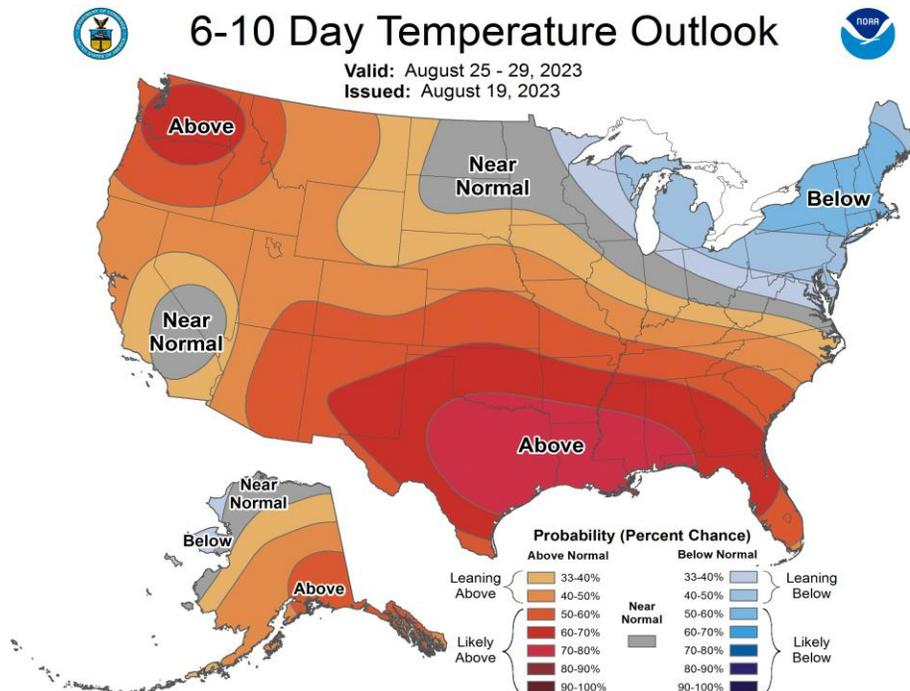 6-10 Day Temperature Outlook
NOAA
Valid: August 25 - 29, 2023
Issued: August 19, 2023
Above
Near
Normal
Below
Near
Normal
Above
Near
Normal
Below
Above
Probability (Percent Chance)
Above Normal
Below Normal
Leaning
Above
33-40%
40-50%
Likely
Above
50-60%
60-70%
70-80%
80-90%
90-100%
Near
Normal
33-40%
40-50%
Leaning
Below
50-60%
60-70%
70-80%
80-90%
90-100%
Likely
Below